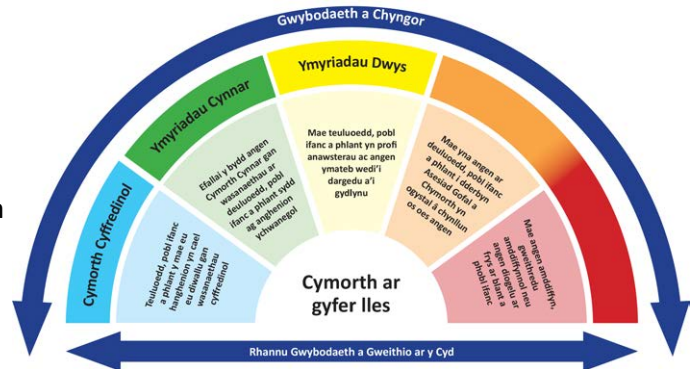 Gwybodaeth a Chyngor
Cymorth Cyffredinol
Ymyriadau Cynnar
Ymyriadau Dwys
Teuluoedd, pobl ifanc
a phlant y mae eu
hanghenion yn cael
eu diwallu gan
wasanaethau
cyffredinol
Efallai y bydd angen
Cymorth Cynnar gan
wasanaethau ar
deuluoedd, pobl
ifanc a phlant sydd
ag anghenion
ychwanegol
Mae teuluoedd, pobl
ifanc a phlant yn profi
anawsterau ac angen
ymateb wedi'i
dargedu a'i
gydlynu
Mae yna angen ar
deuluoedd, pobl ifanc
a phlant i dderbyn
Asesiad Gofal a
Chymorth yn
ogystal â chynllun
os oes angen
Mae angen amddiffyn,
gweithredu
amddiffynnol neu
angen diogelu ar
frys ar blant a
phobl ifanc
Cymorth ar
gyfer lles
Rhannu Gwybodaeth a Gweithio ar y Cyd